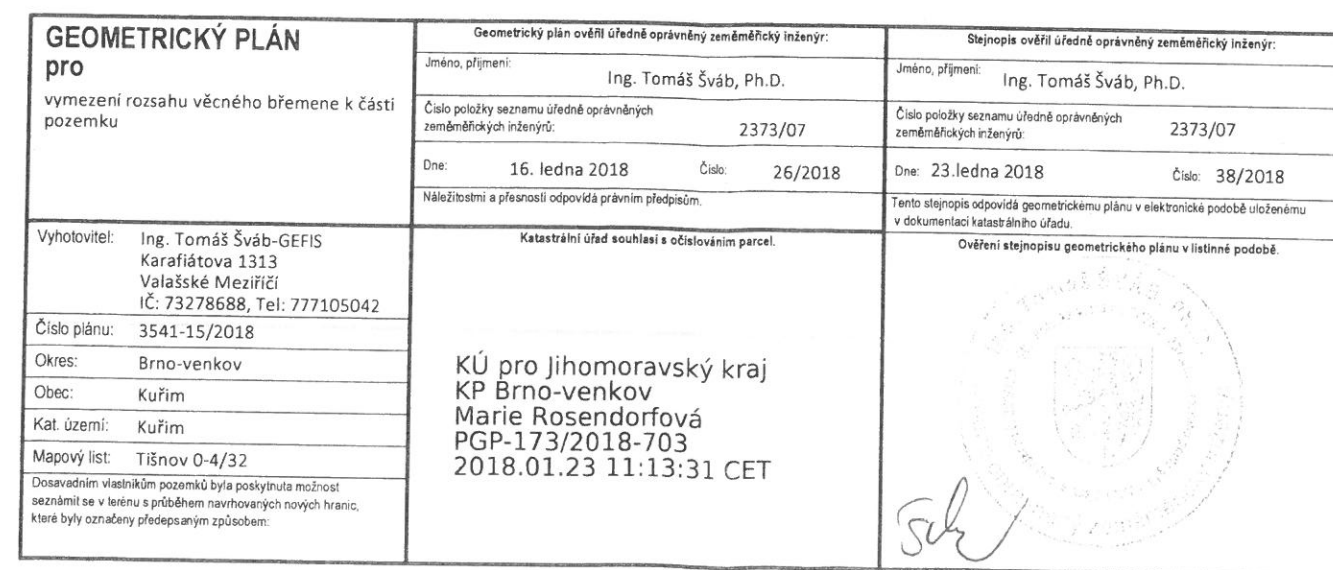 GEOMETRICKÝ PLÁN
pro
vymezení rozsahu věcného břemene k části
pozemku
Geometrický plán ověřil úředně oprávněný zeměměřický inženýr:
Jméno, příjmení:
Ing. Tomáš Šváb, Ph.D.
Číslo položky seznamu úředně oprávněných
zeměměřických inženýrů:
2373/07
Dne: 16. ledna 2018 Číslo: 26/2018
Náležitostmi a přesností odpovídá právním předpisům.
Stejnopis ověřil úředně oprávněný zeměměřický inženýr:
Jméno, příjmení:
Ing. Tomáš Šváb, Ph.D.
Číslo položky seznamu úředně oprávněných
zeměměřických inženýrů:
2373/07
Dne: 23.ledna 2018 Číslo: 38/2018
Tento stejnopis odpovídá geometrickému plánu v elektronické podobě uloženému
v dokumentaci katastrálního úřadu.
Vyhotovitel: Ing. Tomáš Šváb-GEFIS
Karafiátova 1313
Valašské Meziříčí
IČ: 73278688, Tel: 777105042
Číslo plánu: 3541-15/2018
Okres: Brno-venkov
Obec: Kuřim
Kat. území: Kuřim
Mapový list: Tišnov 0-4/32
Dosavadním vlastníkům pozemků byla poskytnuta možnost
seznámit se v terénu s průběhem navrhovaných nových hranic,
které byly označeny předepsaným způsobem:
Katastrální úřad souhlasí s očíslováním parcel.
KÚ pro Jihomoravský kraj
KP Brno-venkov
Marie Rosendorfová
PGP-173/2018-703
2018.01.23 11:13:31 CET
Ověření stejnopisu geometrického plánu v listinné podobě.